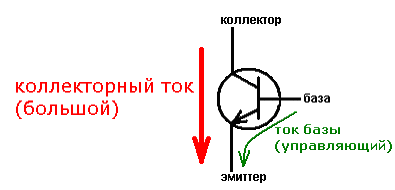 коллектор
коллекторный ток
(большой)
база
ток базы
(управляющий)
эмиттер